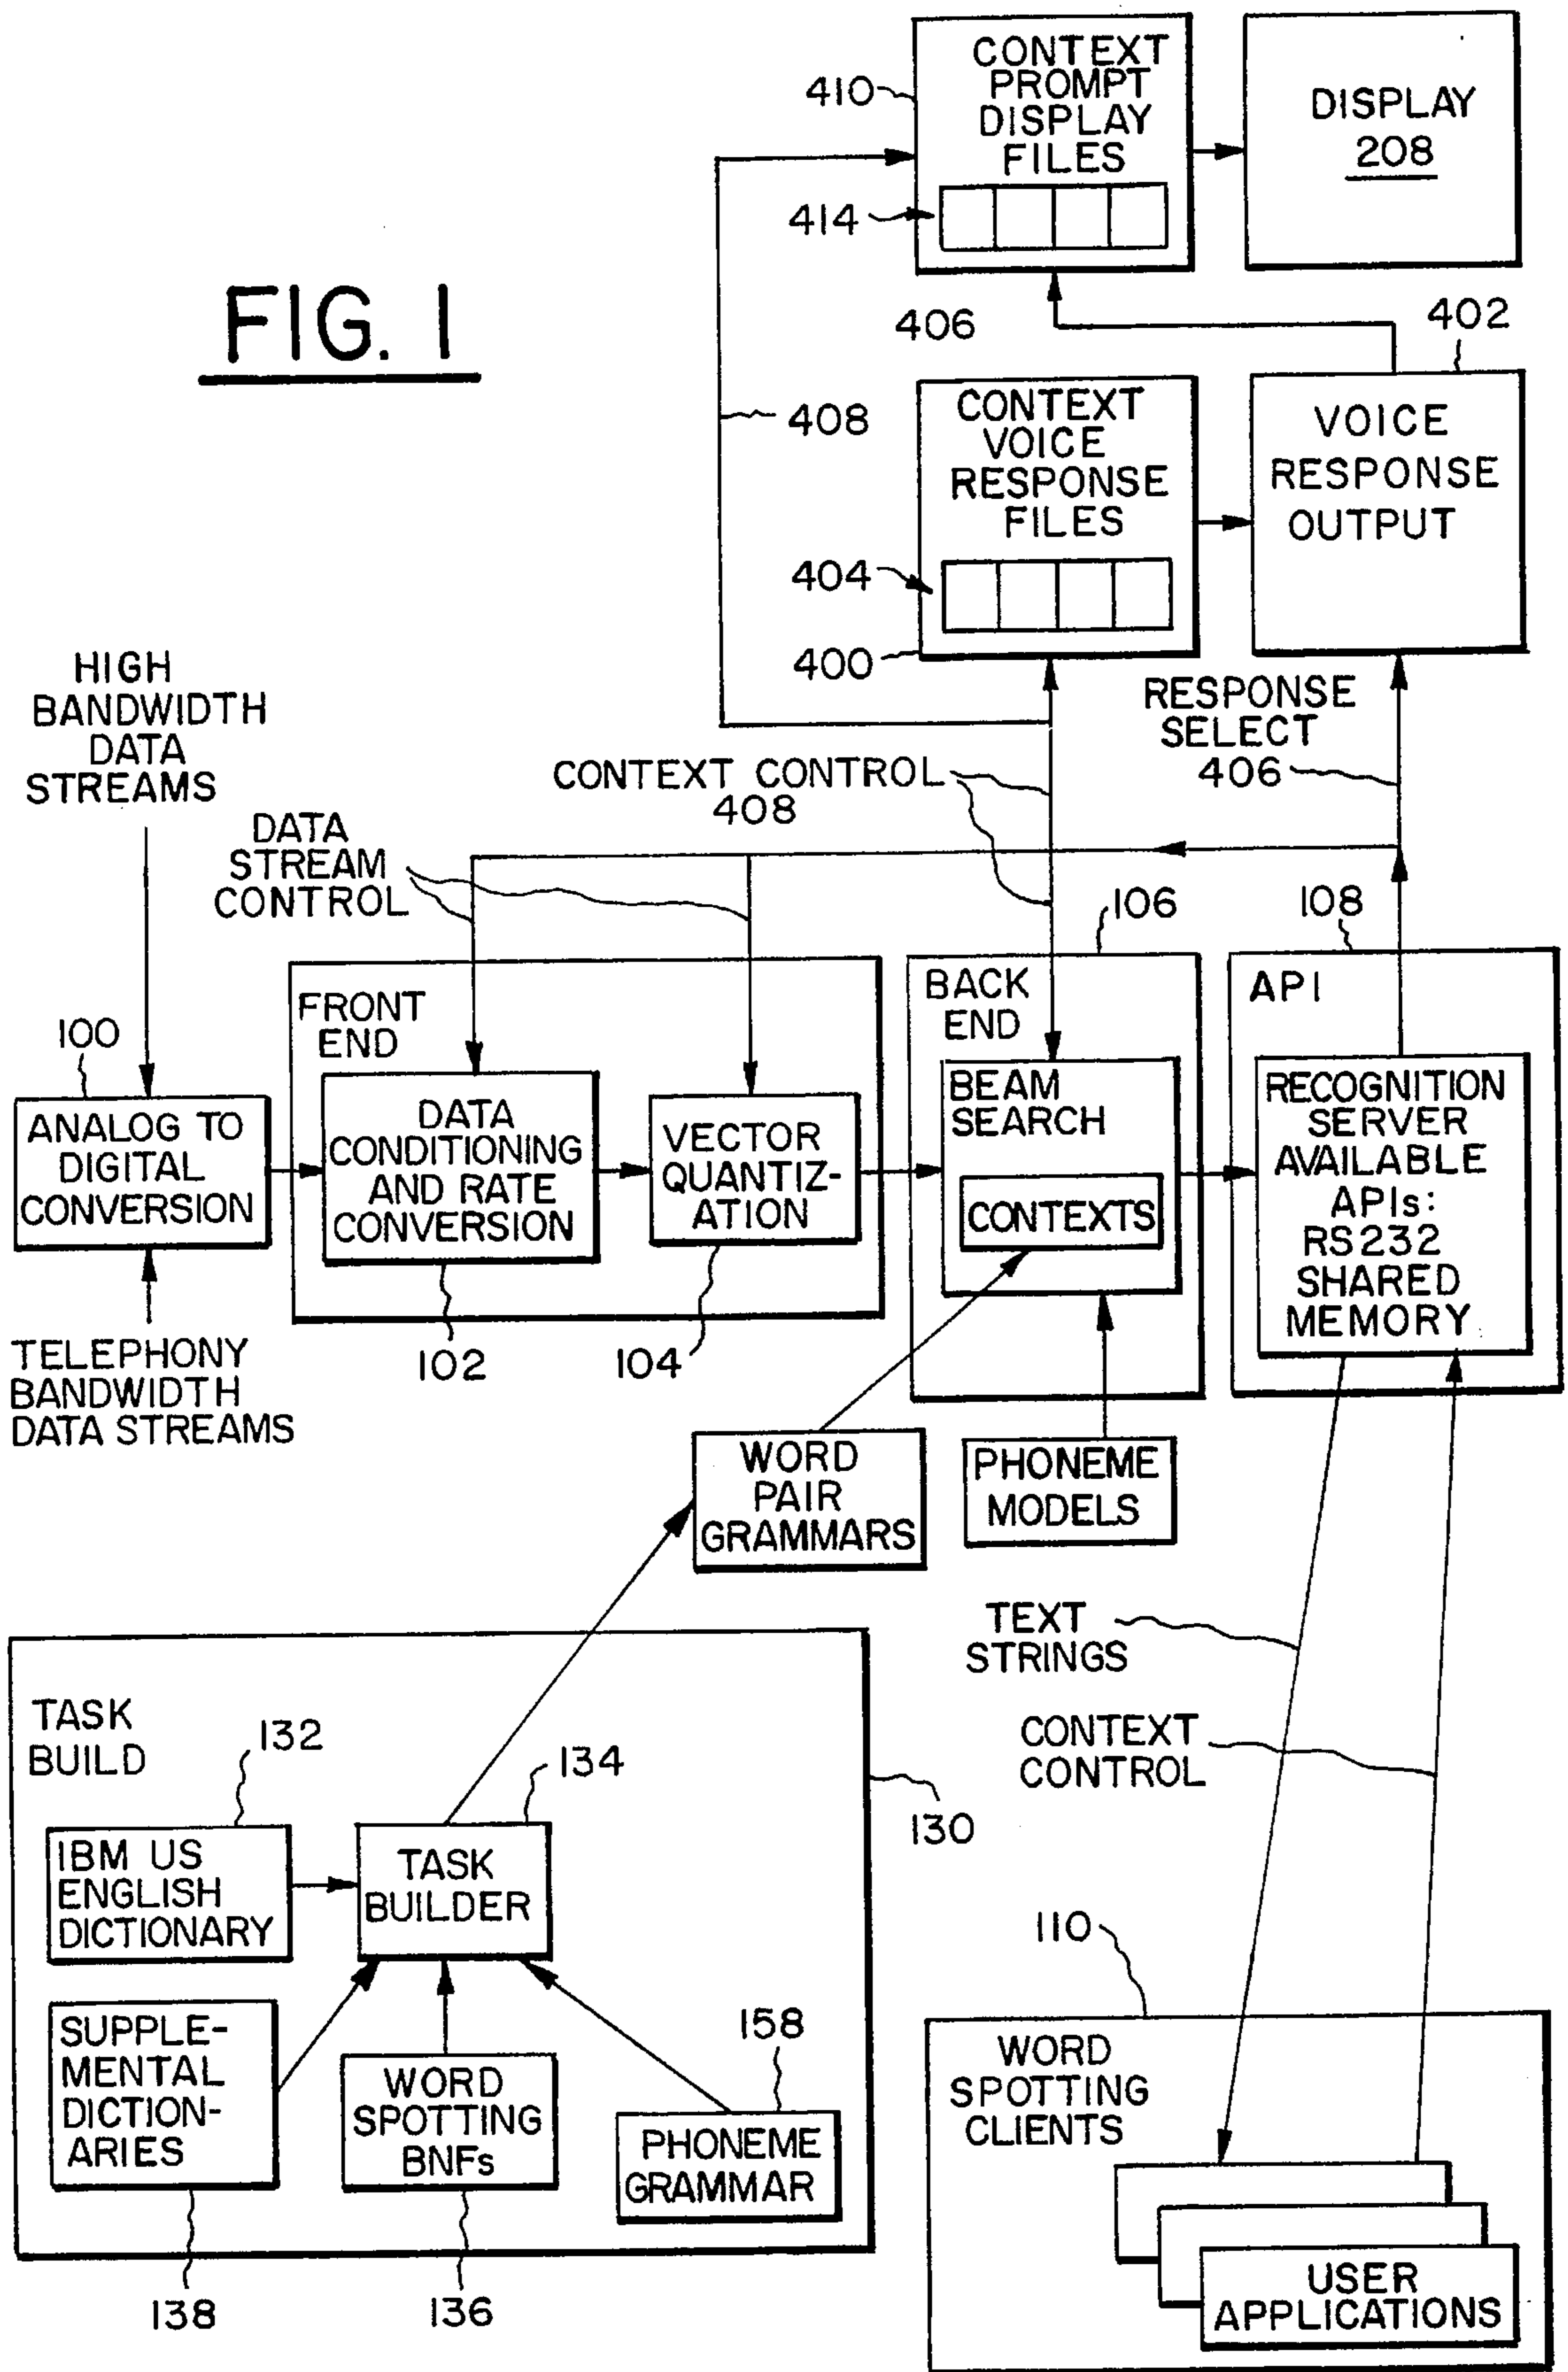 FIG. 1
CONTEXT
PROMPT
DISPLAY
FILES
410
414
DISPLAY
208
406
402
408
CONTEXT
VOICE
RESPONSE
FILES
404
400
VOICE
RESPONSE
OUTPUT
HIGH
BANDWIDTH
DATA
STREAMS
RESPONSE
SELECT
406
CONTEXT CONTROL
408
DATA
STREAM
CONTROL
106
108
FRONT
END
BACK
END
API
100
ANALOG TO
DIGITAL
CONVERSION
DATA
CONDITIONING
AND RATE
CONVERSION
VECTOR
QUANTIZ-
ATION
BEAM
SEARCH
CONTEXTS
RECOGNITION
SERVER
AVAILABLE
APIs:
RS232
SHARED
MEMORY
102
104
TELEPHONY
BANDWIDTH
DATA STREAMS
WORD
PAIR
GRAMMARS
PHONEME
MODELS
TEXT
STRINGS
CONTEXT
CONTROL
TASK
BUILD
132
134
130
IBM US
ENGLISH
DICTIONARY
TASK
BUILDER
SUPPLE-
MENTAL
DICTION-
ARIES
WORD
SPOTTING
BNFs
158
PHONEME
GRAMMAR
138
136
110
WORD
SPOTTING
CLIENTS
USER
APPLICATIONS